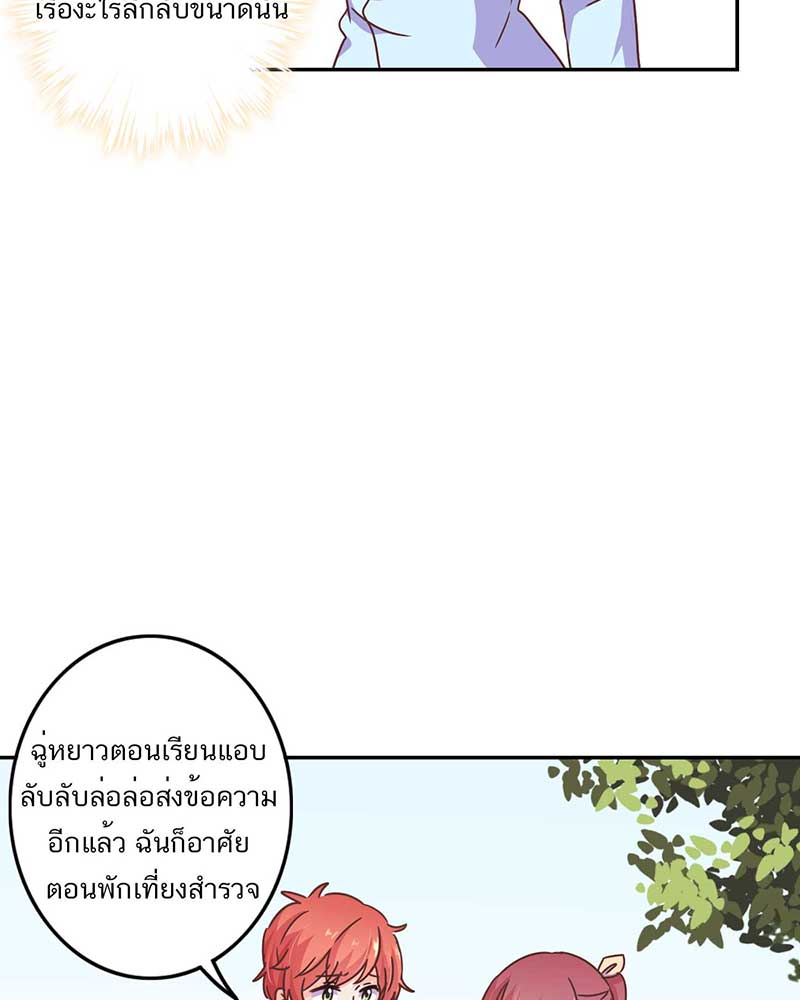 เรื่องอะไรลึกลับขนาดนั้น
ฉู่หยาวตอนเรียนแอบ
ลับลับล่อล่อส่งข้อความ
อีกแล้ว ฉันก็อาศัย
ตอนพักเที่ยงสำรวจ